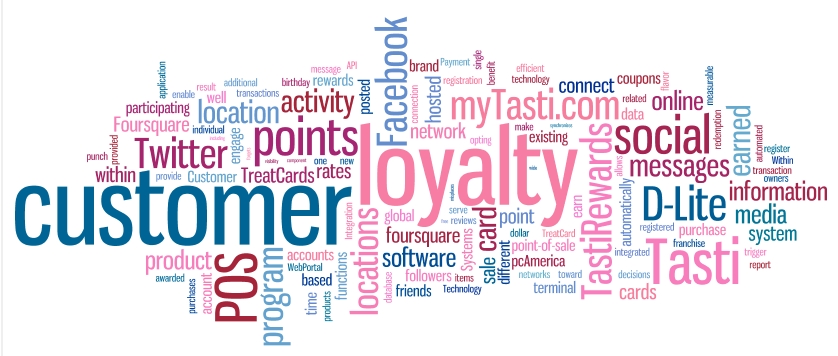 Facebook
message
API
brand
Payment
single
benefit
efficient
technology
application
result
additional
birthday
rewards
posted
connection
hosted
registration
connect
coupons
flavor
measurable
enable
well
transactions
activity
participating
location
myTasti.com
related
online
data
Foursquare
individual
engage
points
network
make
existing
opting
social
redemption
earned
automated
punch
provided
Twitter
loyalty
TastiRewards
allows
messages
register
Within
transaction
owners
within
provide
Customer
TreatCards
rates
one
new
customer
earn
automatically
D-Lite
information
media
system
Integration
locations
global
serve
card
point
reviews
dollar
TreatCard
registered
purchase
foursquare
Systems
point-of-sale
integrated
franchise
Tasti
trigger
report
product
POS
program
accounts
WebPortal
functions
software
sale
different
pcAmerica
awarded
purchases
account
based
time
products
database
followers
items
networks
toward
decisions
friends
Technology
terminal
cards